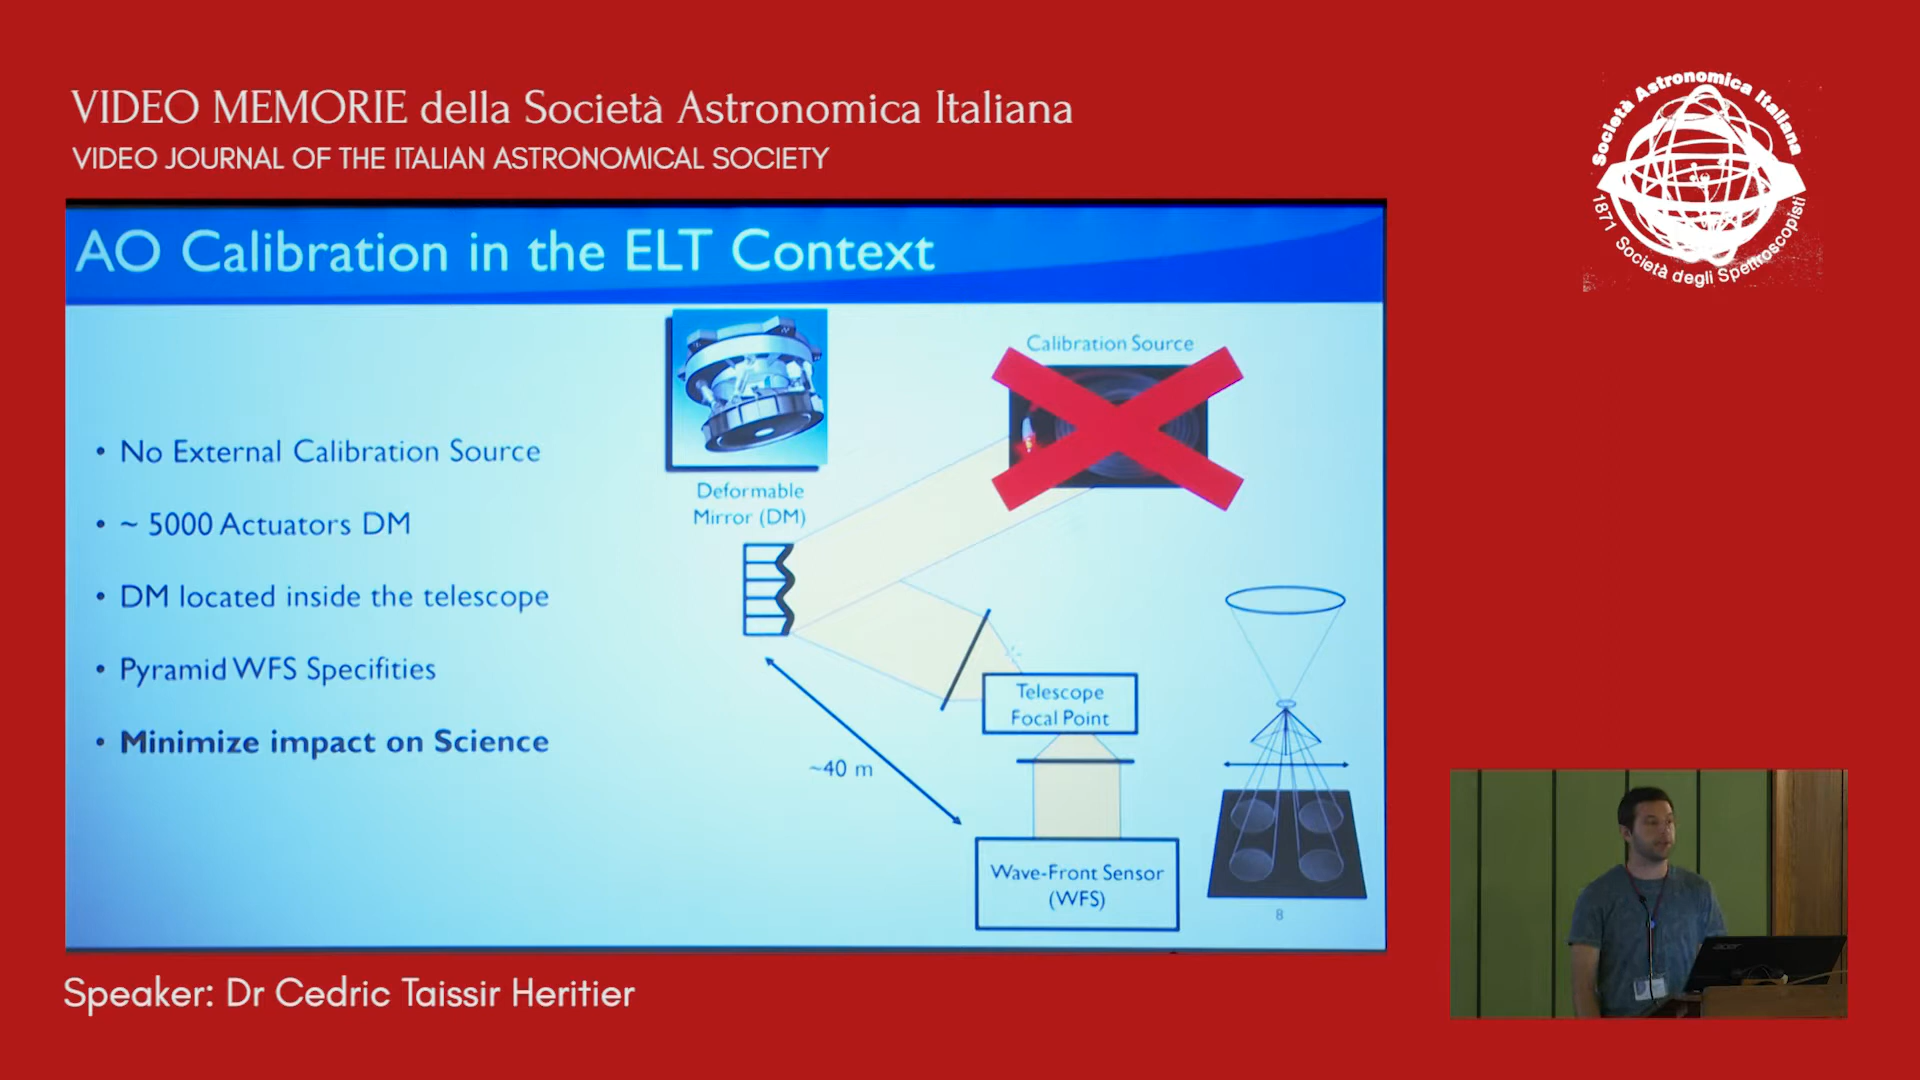 VIDEO MEMORIE della Società Astronomica Italiana
VIDEO JOURNAL OF THE ITALIAN ASTRONOMICAL SOCIETY
Società Astronomica Italiana
1871 Società degli Spettroscopisti
AO Calibration in the ELT Context
Calibration Source
• No External Calibration Source
• ~ 5000 Actuators DM
• DM located inside the telescope
• Pyramid WFS Specifities
• Minimize impact on Science
Deformable
Mirror (DM)
Telescope
Focal Point
~40 m
Wave-Front Sensor
(WFS)
8
acer
Speaker: Dr Cedric Taissir Heritier